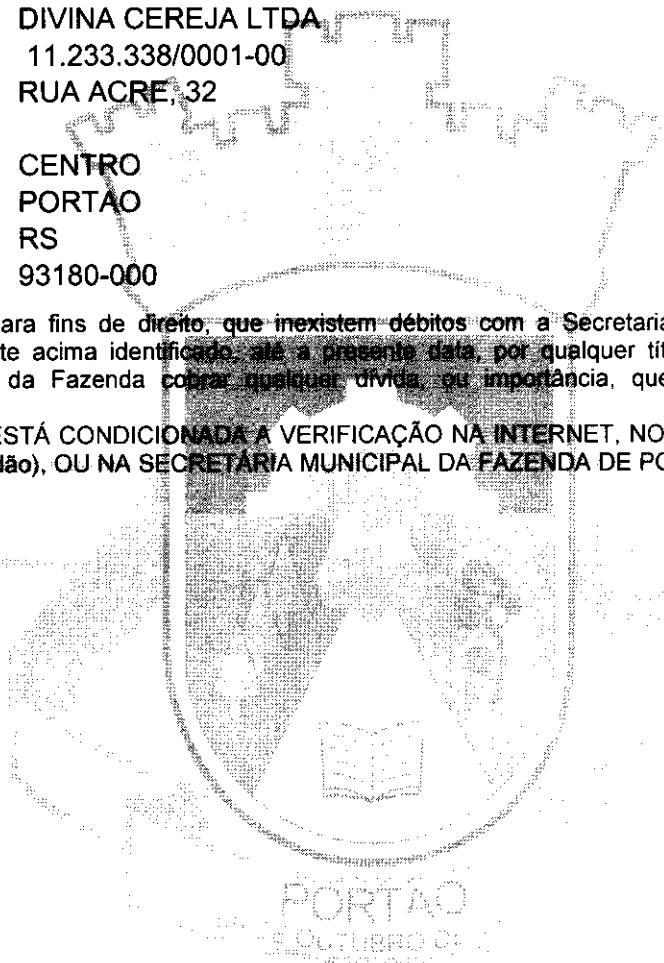 DIVINA CEREJA LTDA
11.233.338/0001-00
RUA ACRE, 32
CENTRO
PORTAO
RS
93180-000
ara fins de direito, que inexistem débitos com a Secretaria
te acima identificado, até a presente data, por qualquer tít
da Fazenda cobrar qualquer dívida, ou importância, que
ESTÁ CONDICIONADA A VERIFICAÇÃO NA INTERNET, NO
dão), OU NA SECRETÁRIA MUNICIPAL DA FAZENDA DE PO
PORTÃO
OUTUBRO DE